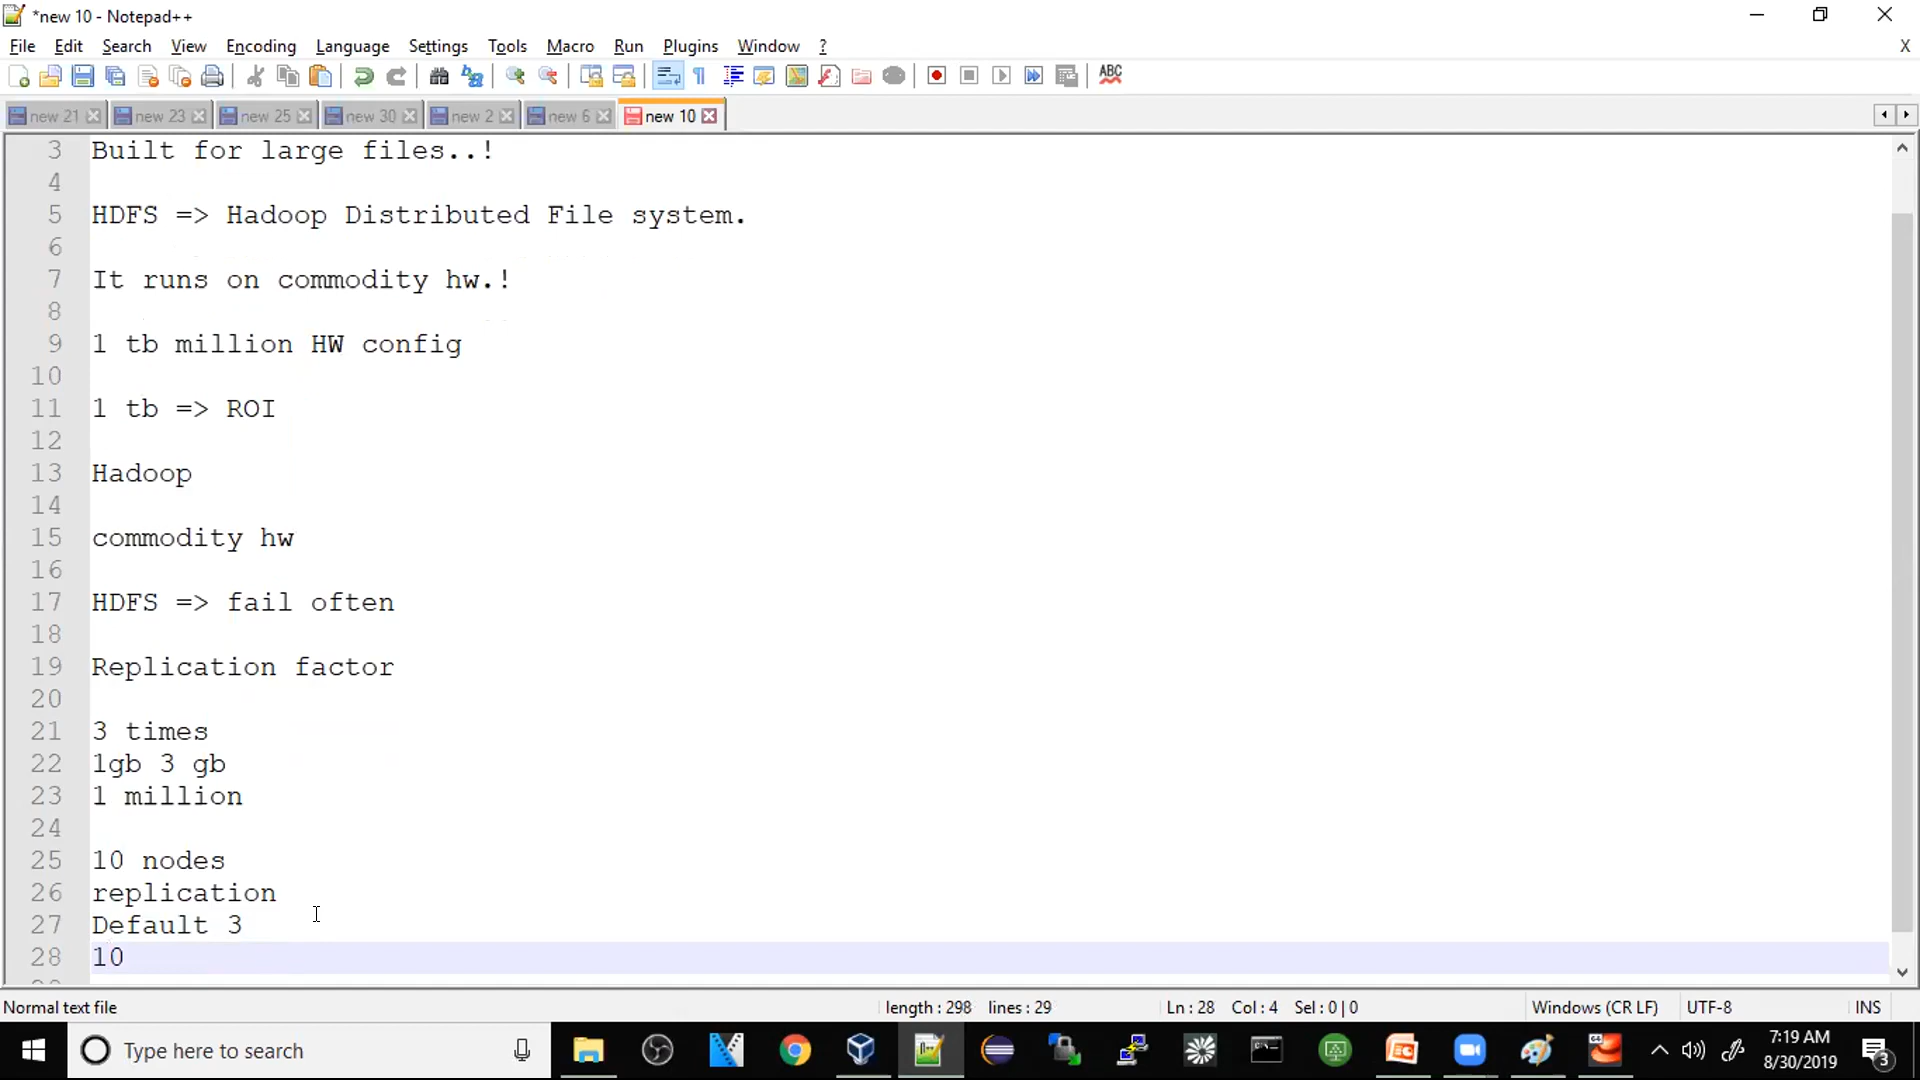 *new 10 - Notepad++
File Edit Search View Encoding Language Settings Tools Macro Run Plugins Window ? X
ABC
new 21 new 23 new 25 new 30 new 2 new 6 new 10
3 Built for large files..!
4
5 HDFS => Hadoop Distributed File system.
6
7 It runs on commodity hw.!
8
9 1 tb million HW config
10
11 1 tb => ROI
12
13 Hadoop
14
15 commodity hw
16
17 HDFS => fail often
18
19 Replication factor
20
21 3 times
22 1gb 3 gb
23 1 million
24
25 10 nodes
26 replication
27 Default 3
28 10
Normal text file length : 298 lines : 29 Ln : 28 Col : 4 Sel : 0 | 0 Windows (CR LF) UTF-8 INS
Type here to search 7:19 AM
8/30/2019 3